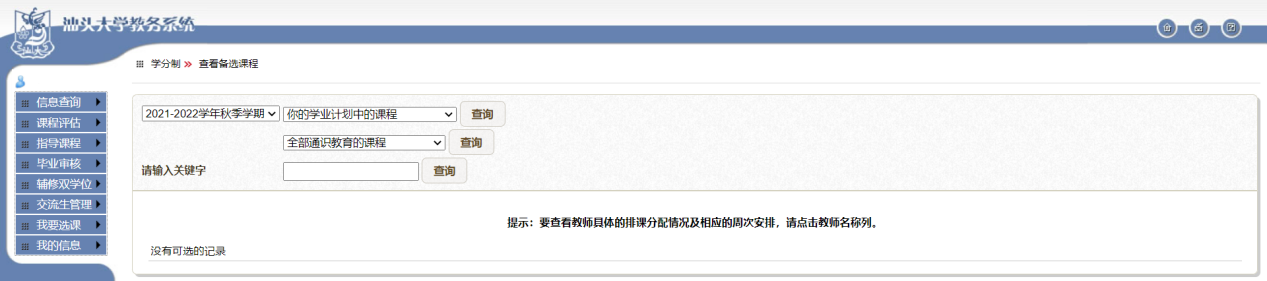 汕头大学教务系统
学分制 » 查看备选课程
信息查询
课程评估
指导课程
毕业审核
辅修双学位
交流生管理
我要选课
我的信息
2021-2022学年秋季学期 你的学业计划中的课程 查询
全部通识教育的课程 查询
请输入关键字 查询
提示：要查看教师具体的排课分配情况及相应的周次安排，请点击教师名称列。
没有可选的记录